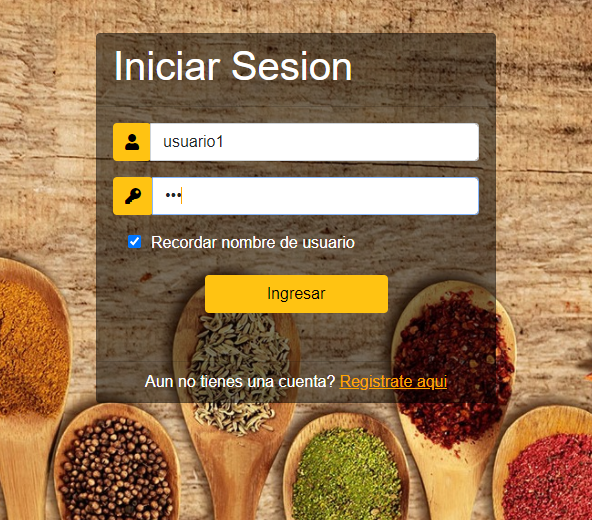 Iniciar Sesion
usuario1
•••
Recordar nombre de usuario
Ingresar
Aun no tienes una cuenta? Registrate aqui